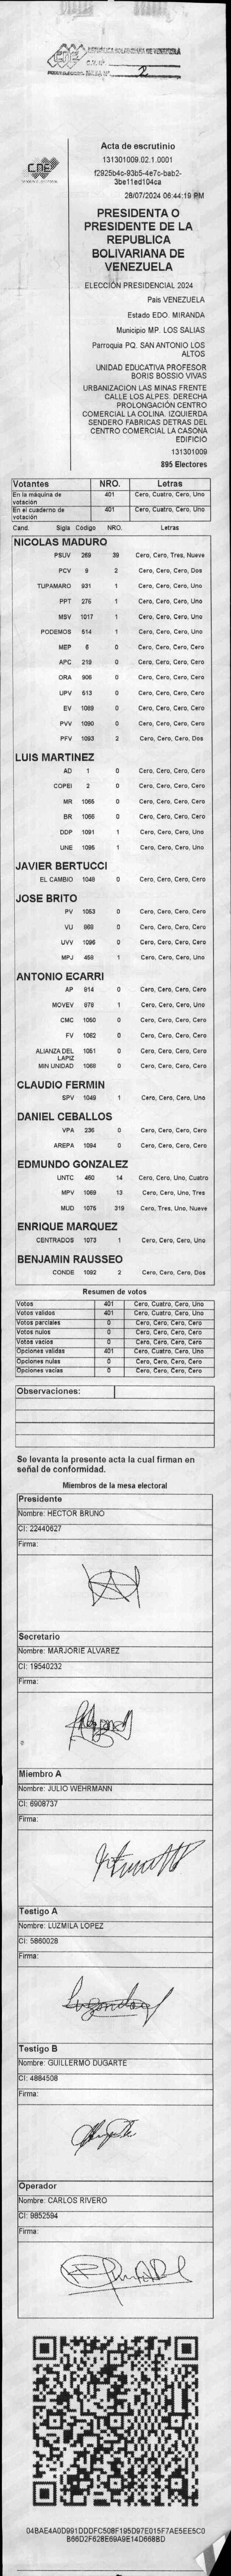 CNE
REPÚBLICA BOLIVARIANA DE VENEZUELA
2
CNE
Acta de escrutinio
131301009.02.1.0001
f2925b4c-93b5-4e7c-bab2-
3be11ed104ca
28/07/2024 06:44:19 PM
PRESIDENTA O
PRESIDENTE DE LA
REPUBLICA
BOLIVARIANA DE
VENEZUELA
ELECCIÓN PRESIDENCIAL 2024
País VENEZUELA
Estado EDO. MIRANDA
Municipio MP. LOS SALIAS
Parroquia PQ. SAN ANTONIO LOS
ALTOS
UNIDAD EDUCATIVA PROFESOR
BORIS BOSSIO VIVAS
URBANIZACION LAS MINAS FRENTE
CALLE LOS ALPES. DERECHA
PROLONGACIÓN CENTRO
COMERCIAL LA COLINA. IZQUIERDA
SENDERO FABRICAS DETRAS DEL
CENTRO COMERCIAL LA CASONA
EDIFICIO
131301009
895 Electores
Votantes NRO. Letras
En la máquina de votación 401 Cero, Cuatro, Cero, Uno
En el cuaderno de votación 401 Cero, Cuatro, Cero, Uno
Cand. Sigla Código NRO. Letras
NICOLAS MADURO
PSUV 269 39 Cero, Cero, Tres, Nueve
PCV 9 2 Cero, Cero, Cero, Dos
TUPAMARO 931 1 Cero, Cero, Cero, Uno
PPT 276 1 Cero, Cero, Cero, Uno
MSV 1017 1 Cero, Cero, Cero, Uno
PODEMOS 514 1 Cero, Cero, Cero, Uno
MEP 6 0 Cero, Cero, Cero, Cero
APC 219 0 Cero, Cero, Cero, Cero
ORA 906 0 Cero, Cero, Cero, Cero
UPV 513 0 Cero, Cero, Cero, Cero
EV 1089 0 Cero, Cero, Cero, Cero
PVV 1090 0 Cero, Cero, Cero, Cero
PFV 1093 2 Cero, Cero, Cero, Dos
LUIS MARTINEZ
AD 1 0 Cero, Cero, Cero, Cero
COPEI 2 0 Cero, Cero, Cero, Cero
MR 1065 0 Cero, Cero, Cero, Cero
BR 1066 0 Cero, Cero, Cero, Cero
DDP 1091 1 Cero, Cero, Cero, Uno
UNE 1095 1 Cero, Cero, Cero, Uno
JAVIER BERTUCCI
EL CAMBIO 1048 0 Cero, Cero, Cero, Cero
JOSE BRITO
PV 1053 0 Cero, Cero, Cero, Cero
VU 868 0 Cero, Cero, Cero, Cero
UVV 1096 0 Cero, Cero, Cero, Cero
MPJ 458 1 Cero, Cero, Cero, Uno
ANTONIO ECARRI
AP 814 0 Cero, Cero, Cero, Cero
MOVEV 878 1 Cero, Cero, Cero, Uno
CMC 1050 0 Cero, Cero, Cero, Cero
FV 1062 0 Cero, Cero, Cero, Cero
ALIANZA DEL LAPIZ 1051 0 Cero, Cero, Cero, Cero
MIN UNIDAD 1068 0 Cero, Cero, Cero, Cero
CLAUDIO FERMIN
SPV 1049 1 Cero, Cero, Cero, Uno
DANIEL CEBALLOS
VPA 236 0 Cero, Cero, Cero, Cero
AREPA 1094 0 Cero, Cero, Cero, Cero
EDMUNDO GONZALEZ
UNTC 460 14 Cero, Cero, Uno, Cuatro
MPV 1069 13 Cero, Cero, Uno, Tres
MUD 1075 319 Cero, Tres, Uno, Nueve
ENRIQUE MARQUEZ
CENTRADOS 1073 1 Cero, Cero, Cero, Uno
BENJAMIN RAUSSEO
CONDE 1092 2 Cero, Cero, Cero, Dos
Resumen de votos
Votos 401 Cero, Cuatro, Cero, Uno
Votos validos 401 Cero, Cuatro, Cero, Uno
Votos parciales 0 Cero, Cero, Cero, Cero
Votos nulos 0 Cero, Cero, Cero, Cero
Votos vacios 0 Cero, Cero, Cero, Cero
Opciones validas 401 Cero, Cuatro, Cero, Uno
Opciones nulas 0 Cero, Cero, Cero, Cero
Opciones vacias 0 Cero, Cero, Cero, Cero
Observaciones:
Se levanta la presente acta la cual firman en
señal de conformidad.
Miembros de la mesa electoral
Presidente
Nombre: HECTOR BRUNO
CI: 22440627
Firma:
Secretario
Nombre: MARJORIE ALVAREZ
CI: 19540232
Firma:
Miembro A
Nombre: JULIO WEHRMANN
CI: 6908737
Firma:
Testigo A
Nombre: LUZMILA LOPEZ
CI: 5860028
Firma:
Testigo B
Nombre: GUILLERMO DUGARTE
CI: 4884508
Firma:
Operador
Nombre: CARLOS RIVERO
CI: 9852594
Firma:
04BAE4A0D991DDDFC508F195D97E015F7AE5EE5C0
B66D2F628E69A9E14D668BD